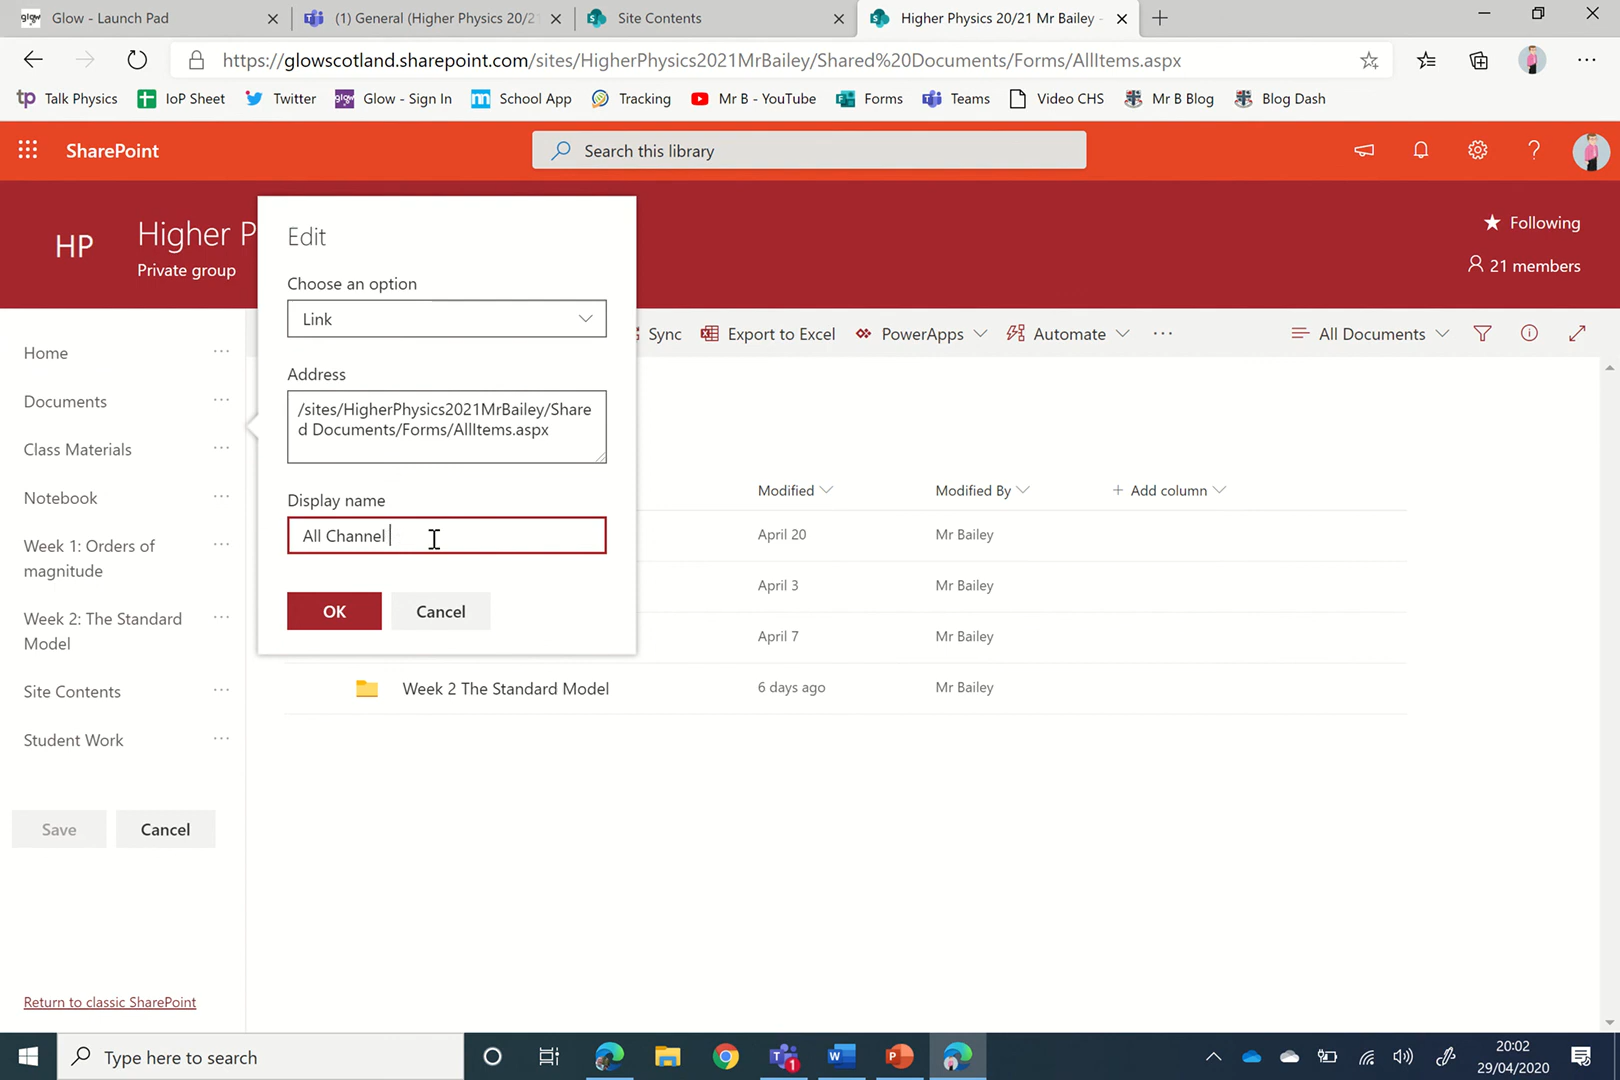 glow Glow - Launch Pad
(1) General (Higher Physics 20/21
Site Contents
Higher Physics 20/21 Mr Bailey -
https://glowscotland.sharepoint.com/sites/HigherPhysics2021MrBailey/Shared%20Documents/Forms/AllItems.aspx
tp Talk Physics
IoP Sheet
Twitter
glow Glow - Sign In
School App
Tracking
Mr B - YouTube
Forms
Teams
Video CHS
Mr B Blog
Blog Dash
SharePoint
Search this library
HP
Higher P
Private group
Following
21 members
Edit
Choose an option
Link
Address
/sites/HigherPhysics2021MrBailey/Share
d Documents/Forms/AllItems.aspx
Display name
All Channel
OK
Cancel
Sync
Export to Excel
PowerApps
Automate
All Documents
Home
Documents
Class Materials
Notebook
Week 1: Orders of
magnitude
Week 2: The Standard
Model
Site Contents
Student Work
Save
Cancel
Return to classic SharePoint
Modified
Modified By
Add column
April 20
Mr Bailey
April 3
Mr Bailey
April 7
Mr Bailey
Week 2 The Standard Model
6 days ago
Mr Bailey
Type here to search
1
20:02
29/04/2020